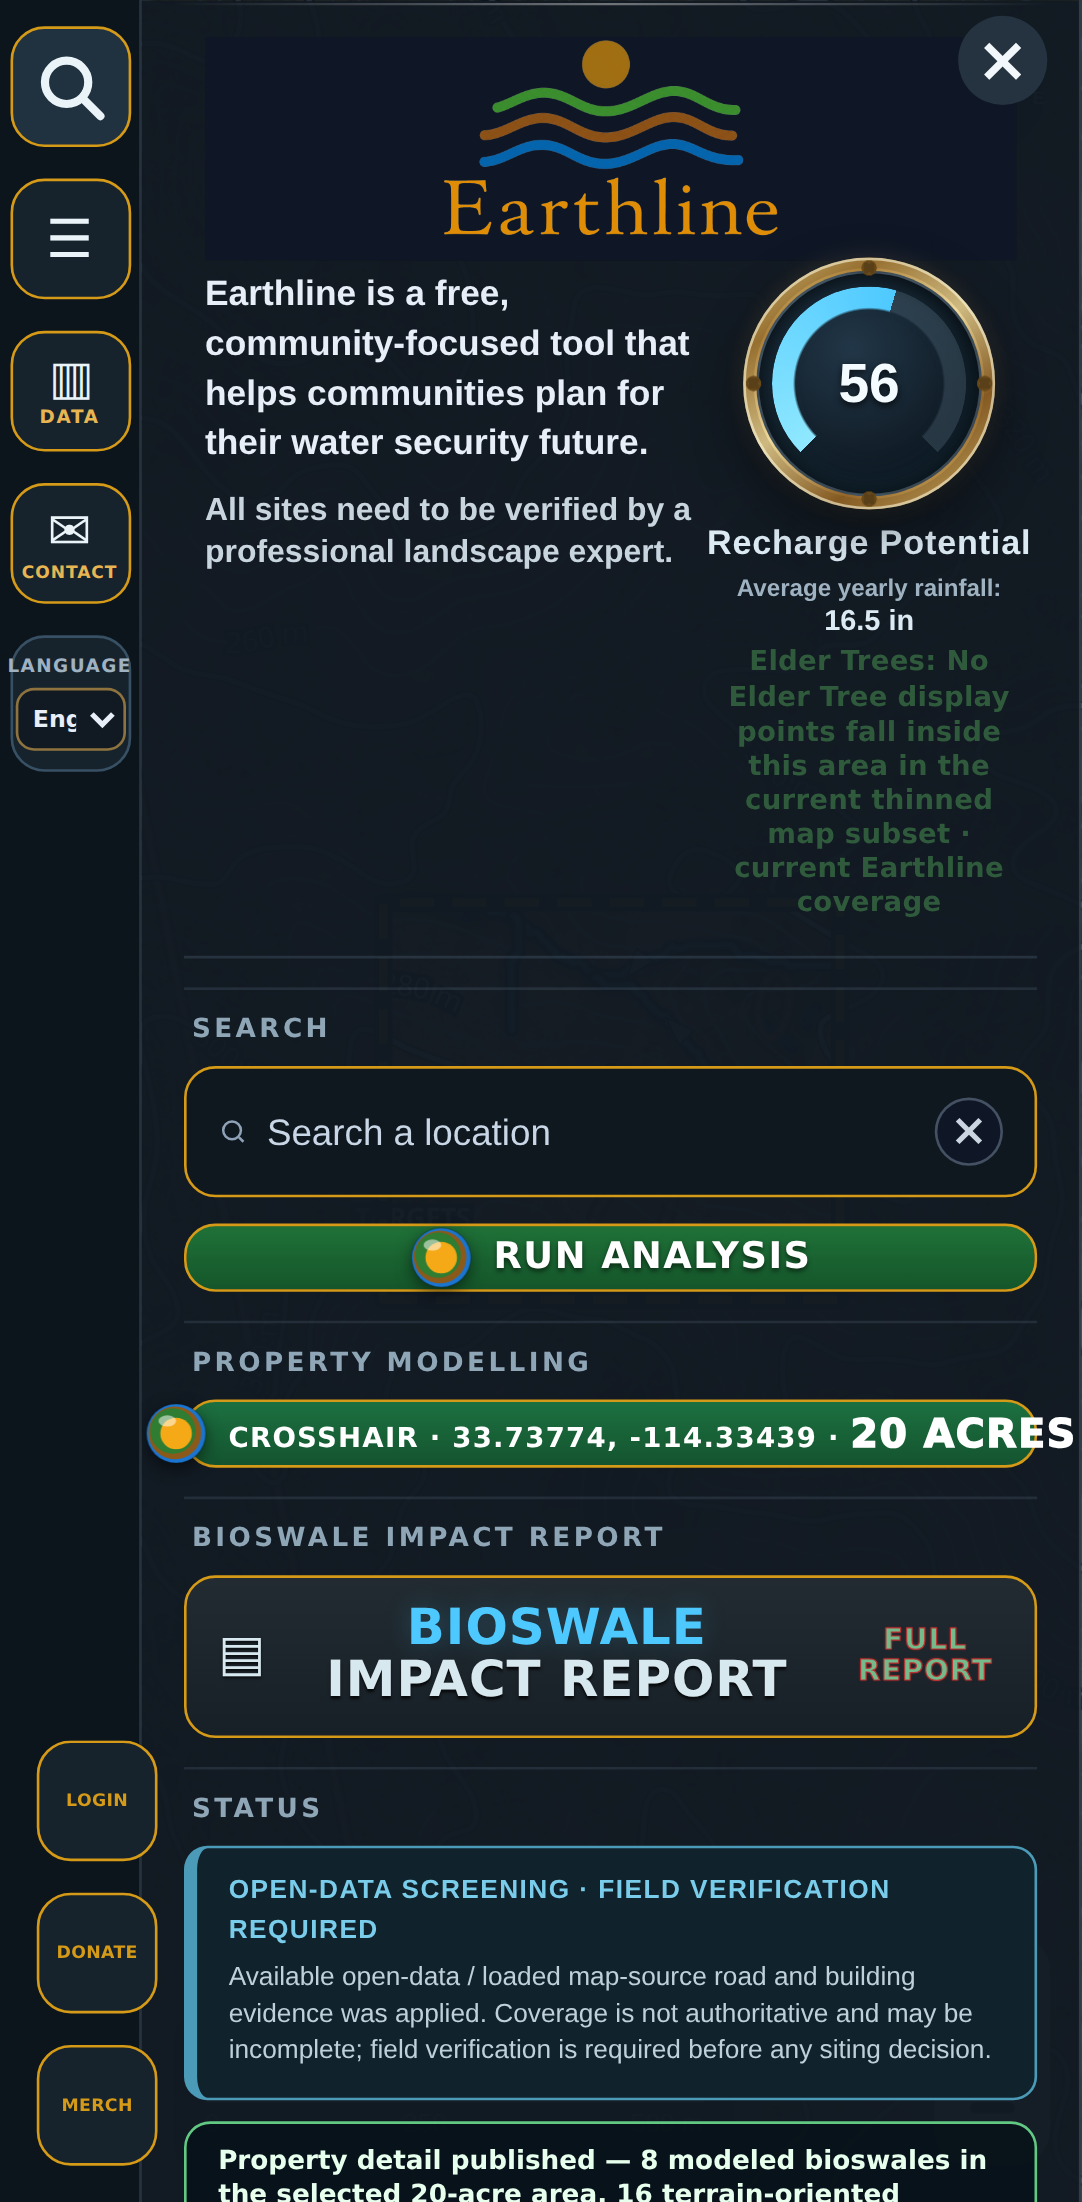 Earthline
Earthline is a free,
community-focused tool that
helps communities plan for
their water security future.
All sites need to be verified by a
professional landscape expert.
56
Recharge Potential
Average yearly rainfall:
16.5 in
Elder Trees: No
Elder Tree display
points fall inside
this area in the
current thinned
map subset ·
current Earthline
coverage
DATA
CONTACT
LANGUAGE
Eng
SEARCH
Search a location
RUN ANALYSIS
PROPERTY MODELLING
CROSSHAIR · 33.73774, -114.33439 · 20 ACRES
BIOSWALE IMPACT REPORT
BIOSWALE
IMPACT REPORT
FULL
REPORT
LOGIN
DONATE
MERCH
STATUS
OPEN-DATA SCREENING · FIELD VERIFICATION
REQUIRED
Available open-data / loaded map-source road and building
evidence was applied. Coverage is not authoritative and may be
incomplete; field verification is required before any siting decision.
Property detail published — 8 modeled bioswales in
the selected 20-acre area. 16 terrain-oriented